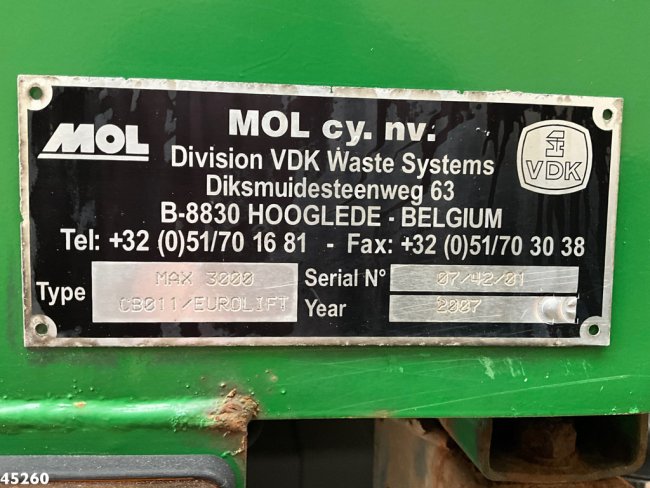 MOL
MOL cy. nv.
VDK
Division VDK Waste Systems
Diksmuidesteenweg 63
B-8830 HOOGLEDE - BELGIUM
Tel: +32 (0)51/70 16 81 - Fax: +32 (0)51/70 30 38
Type MAX 3000
CB011/EUROLIFT
Serial N° 07/42/01
Year 2007
45260